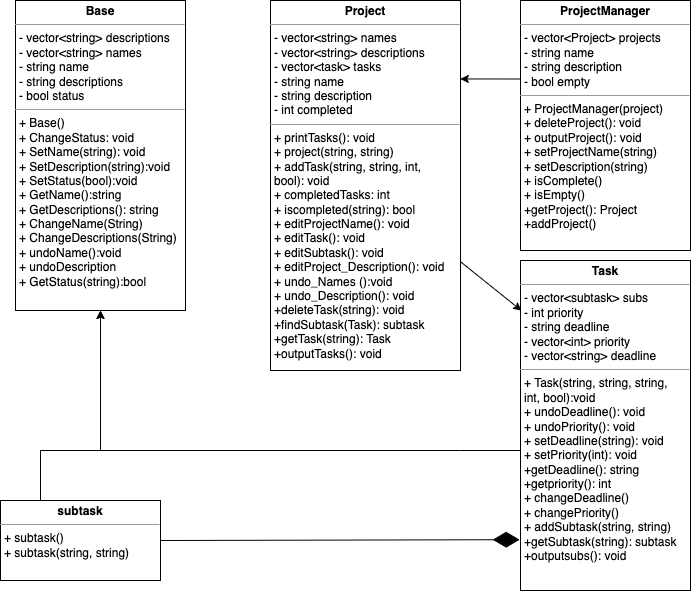 Base
- vector<string> descriptions
- vector<string> names
- string name
- string descriptions
- bool status
+ Base()
+ ChangeStatus: void
+ SetName(string): void
+ SetDescription(string):void
+ SetStatus(bool):void
+ GetName():string
+ GetDescriptions(): string
+ ChangeName(String)
+ ChangeDescriptions(String)
+ undoName():void
+ undoDescription
+ GetStatus(string):bool
Project
- vector<string> names
- vector<string> descriptions
- vector<task> tasks
- string name
- string description
- int completed
+ printTasks(): void
+ project(string, string)
+ addTask(string, string, int,
bool): void
+ completedTasks: int
+ iscompleted(string): bool
+ editProjectName(): void
+ editTask(): void
+ editSubtask(): void
+ editProject_Description(): void
+ undo_Names ():void
+ undo_Description(): void
+deleteTask(string): void
+findSubtask(Task): subtask
+getTask(string): Task
+outputTasks(): void
ProjectManager
- vector<Project> projects
- string name
- string description
- bool empty
+ ProjectManager(project)
+ deleteProject(): void
+ outputProject(): void
+ setProjectName(string)
+ setDescription(string)
+ isComplete()
+ isEmpty()
+getProject(): Project
+addProject()
Task
- vector<subtask> subs
- int priority
- string deadline
- vector<int> priority
- vector<string> deadline
+ Task(string, string, string,
int, bool):void
+ undoDeadline(): void
+ undoPriority(): void
+ setDeadline(string): void
+ setPriority(int): void
+getDeadline(): string
+getpriority(): int
+ changeDeadline()
+ changePriority()
+ addSubtask(string, string)
+getSubtask(string): subtask
+outputsubs(): void
subtask
+ subtask()
+ subtask(string, string)